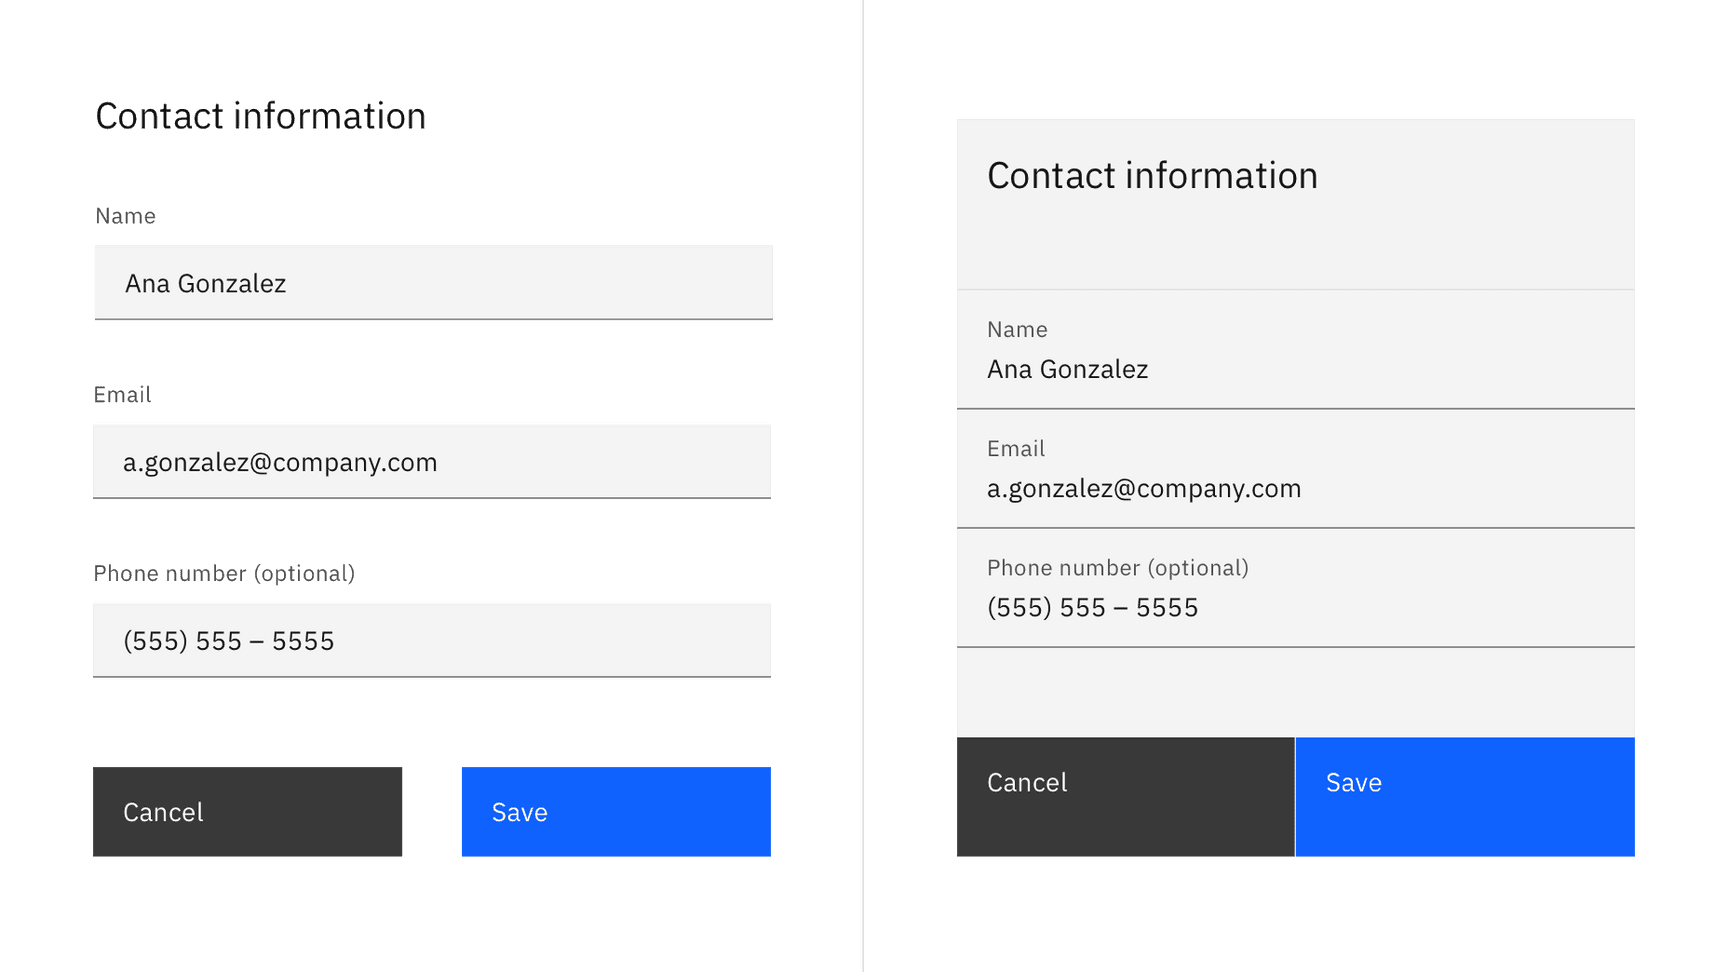 Contact information
Name
Ana Gonzalez
Email
a.gonzalez@company.com
Phone number (optional)
(555) 555 – 5555
Cancel
Save
Contact information
Name
Ana Gonzalez
Email
a.gonzalez@company.com
Phone number (optional)
(555) 555 – 5555
Cancel
Save